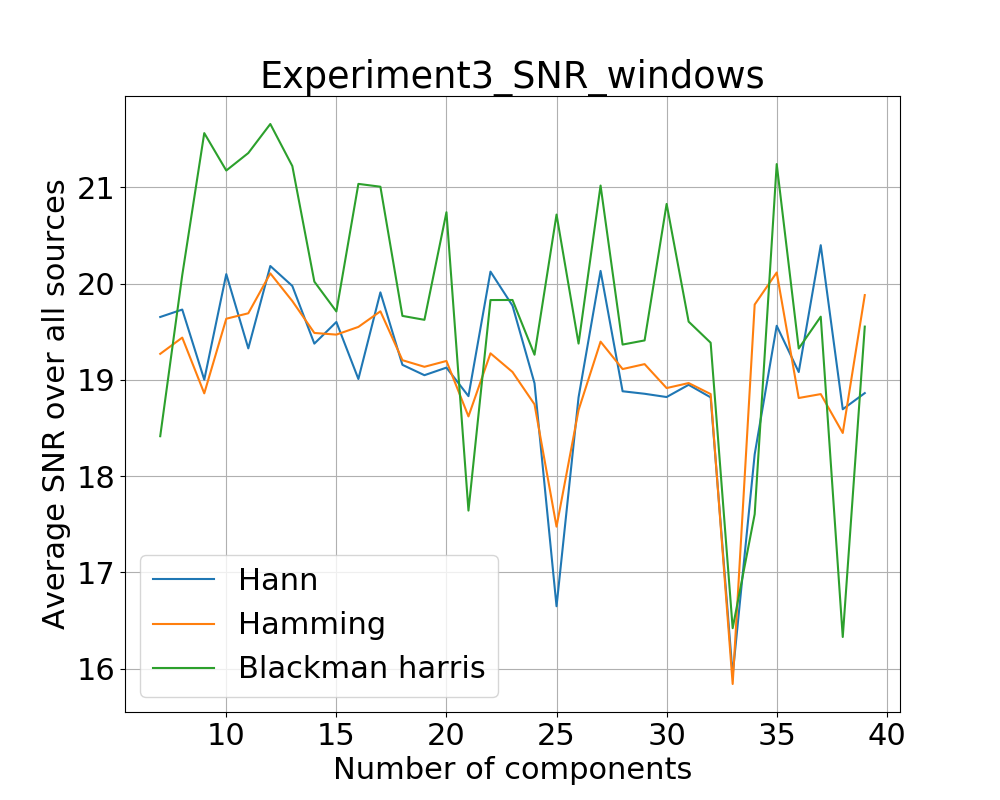 Experiment3_SNR_windows
Average SNR over all sources
21
20
19
18
17
16
Hann
Hamming
Blackman harris
10 15 20 25 30 35 40
Number of components